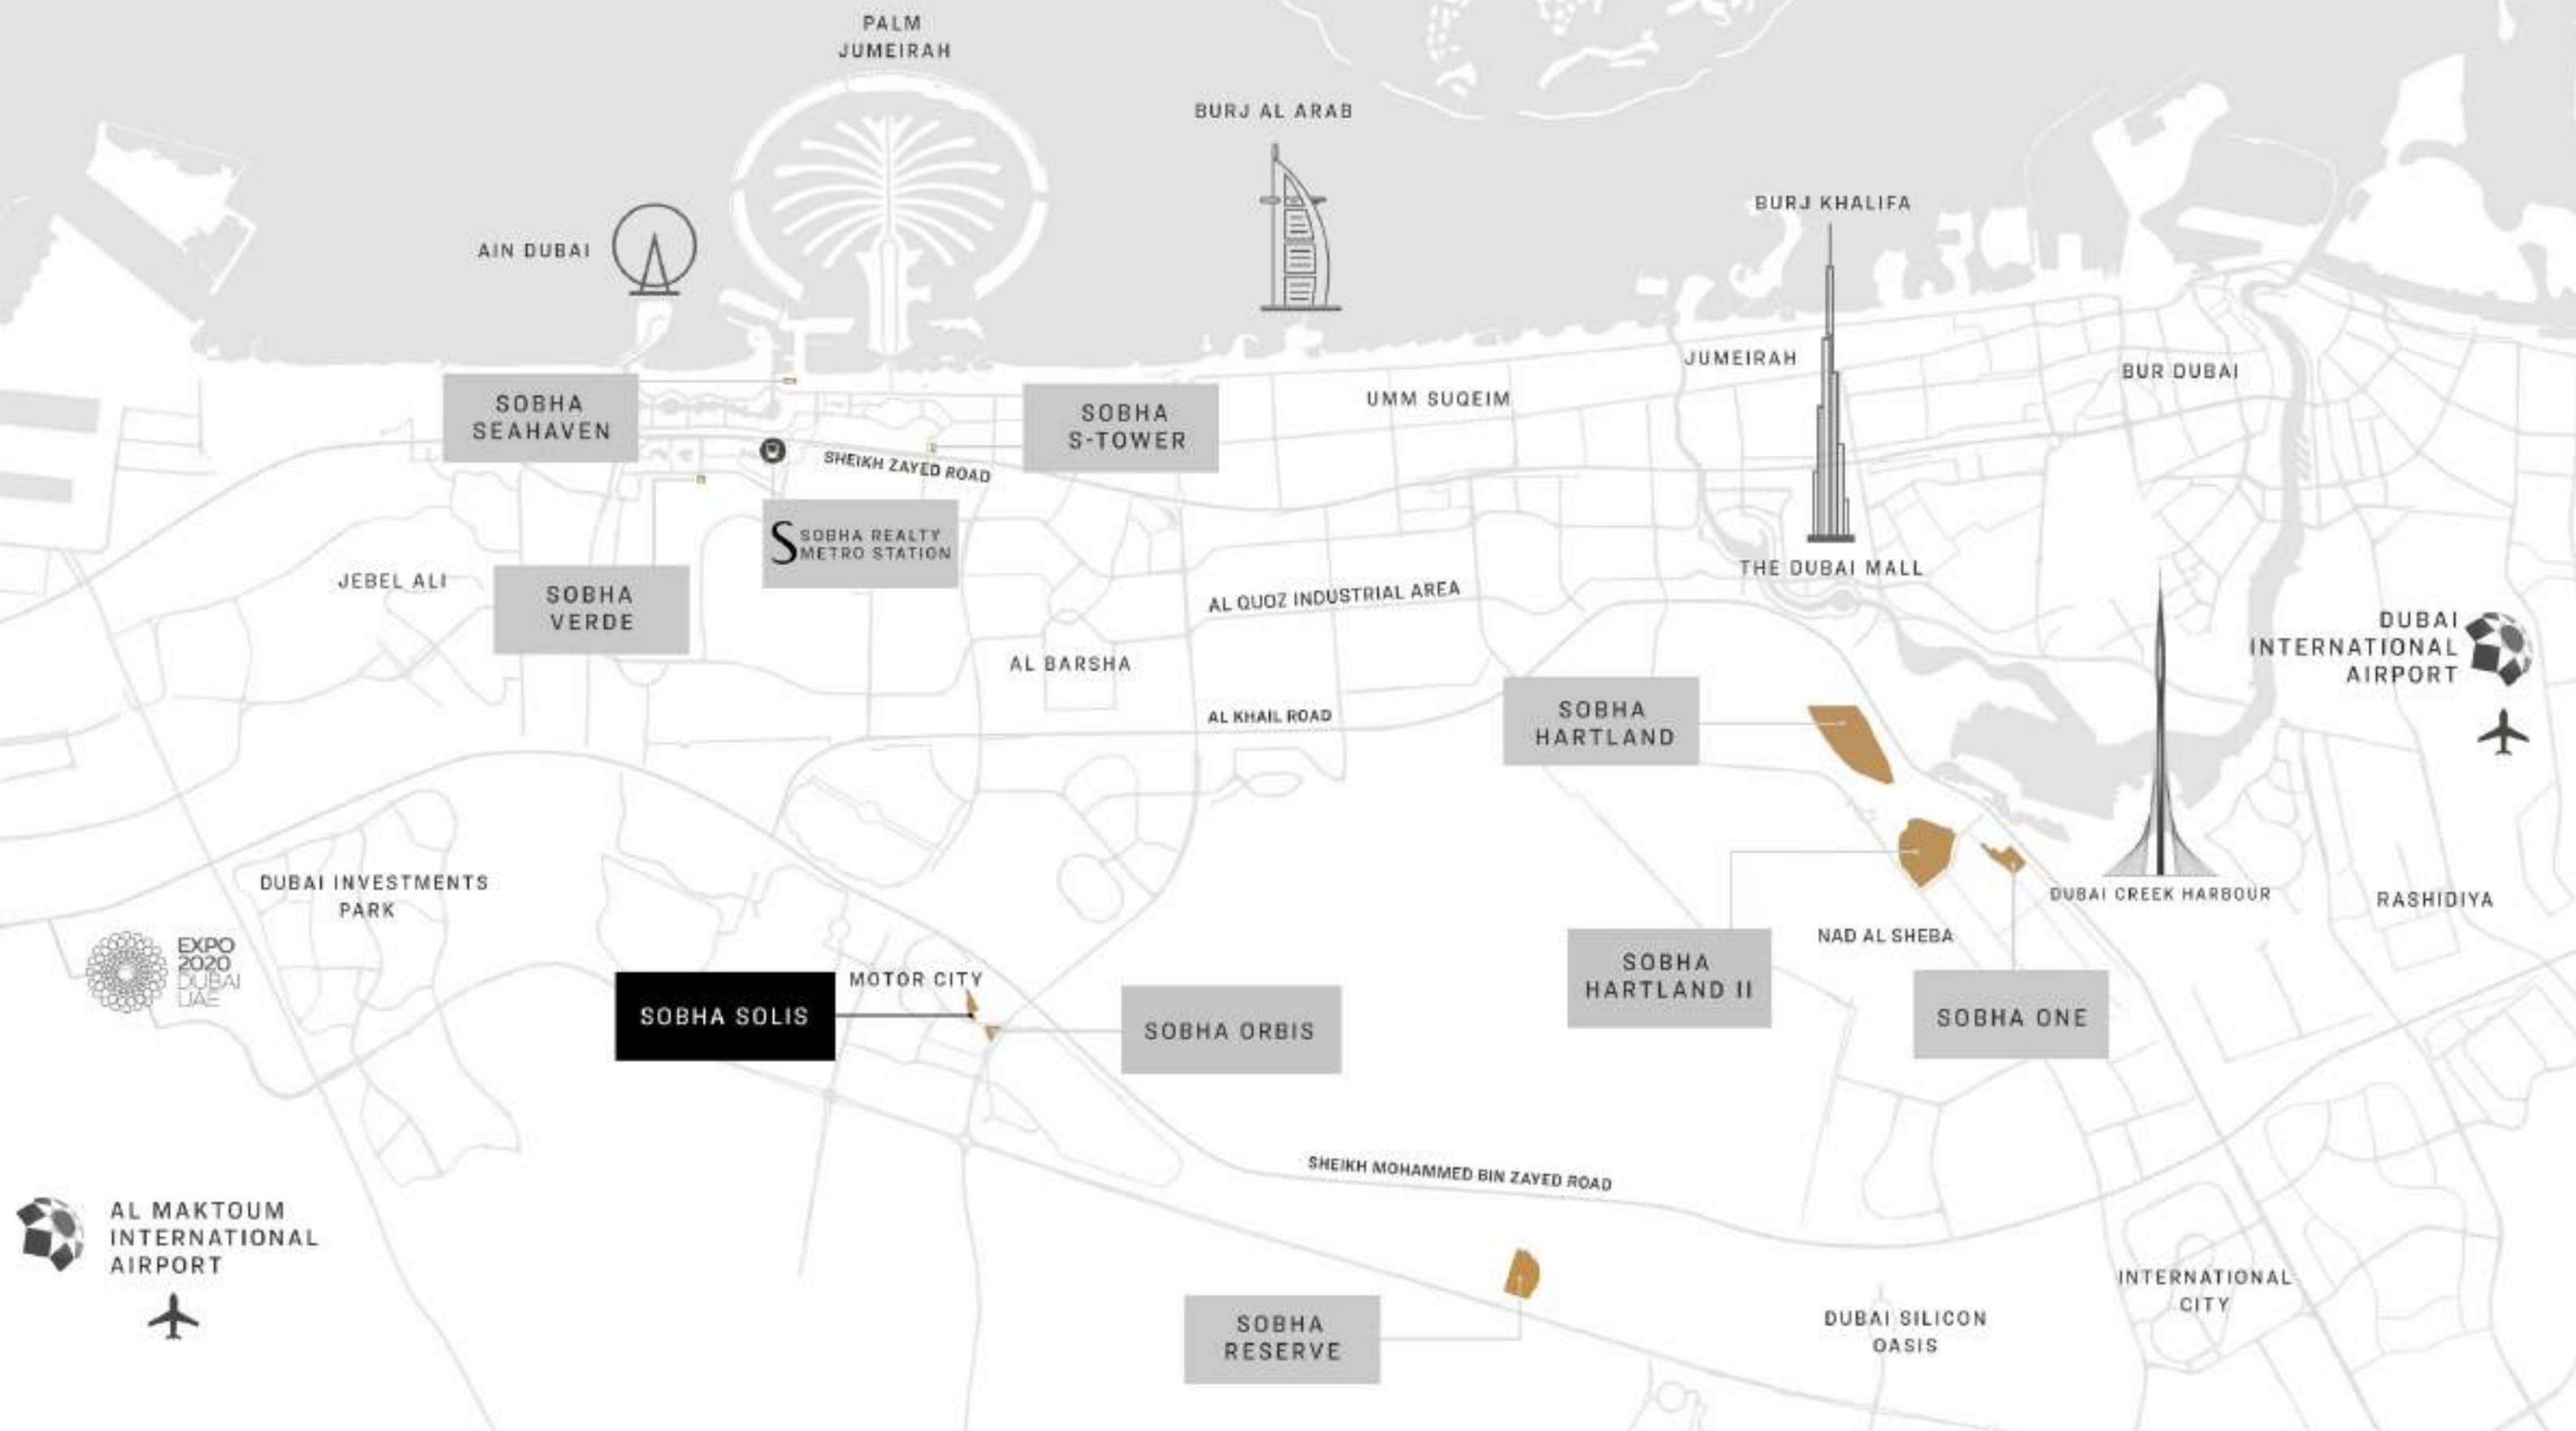 PALM
JUMEIRAH
BURJ AL ARAB
BURJ KHALIFA
AIN DUBAI
JUMEIRAH
BUR DUBAI
SOBHA
SEAHAVEN
SOBHA
S-TOWER
UMM SUQEIM
SHEIKH ZAYED ROAD
S SOBHA REALTY
METRO STATION
THE DUBAI MALL
JEBEL ALI
SOBHA
VERDE
AL QUOZ INDUSTRIAL AREA
DUBAI
INTERNATIONAL
AIRPORT
AL BARSHA
AL KHAIL ROAD
SOBHA
HARTLAND
DUBAI INVESTMENTS
PARK
DUBAI CREEK HARBOUR
RASHIDIYA
EXPO
2020
DUBAI
UAE
NAD AL SHEBA
MOTOR CITY
SOBHA
HARTLAND II
SOBHA SOLIS
SOBHA ORBIS
SOBHA ONE
SHEIKH MOHAMMED BIN ZAYED ROAD
AL MAKTOUM
INTERNATIONAL
AIRPORT
SOBHA
RESERVE
DUBAI SILICON
OASIS
INTERNATIONAL
CITY